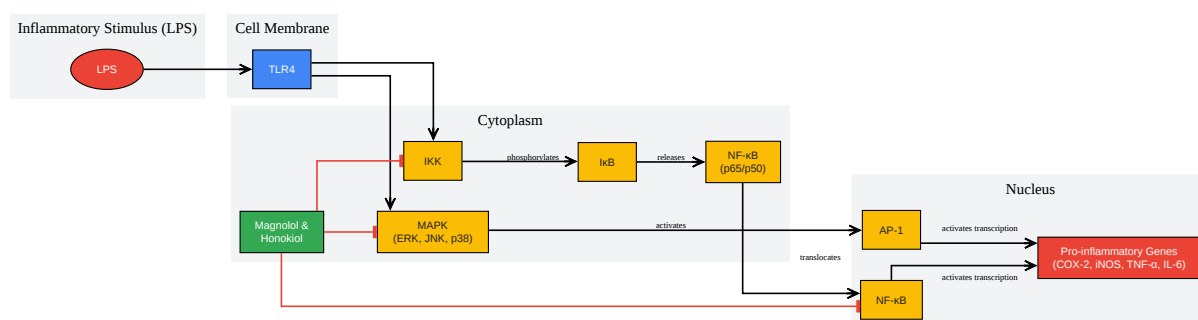 Inflammatory Stimulus (LPS)
LPS
Cell Membrane
TLR4
Cytoplasm
IKK
phosphorylates
IκB
releases
NF-κB
(p65/p50)
Magnolol &
Honokiol
MAPK
(ERK, JNK, p38)
activates
translocates
Nucleus
AP-1
activates transcription
NF-κB
activates transcription
Pro-inflammatory Genes
(COX-2, iNOS, TNF-α, IL-6)